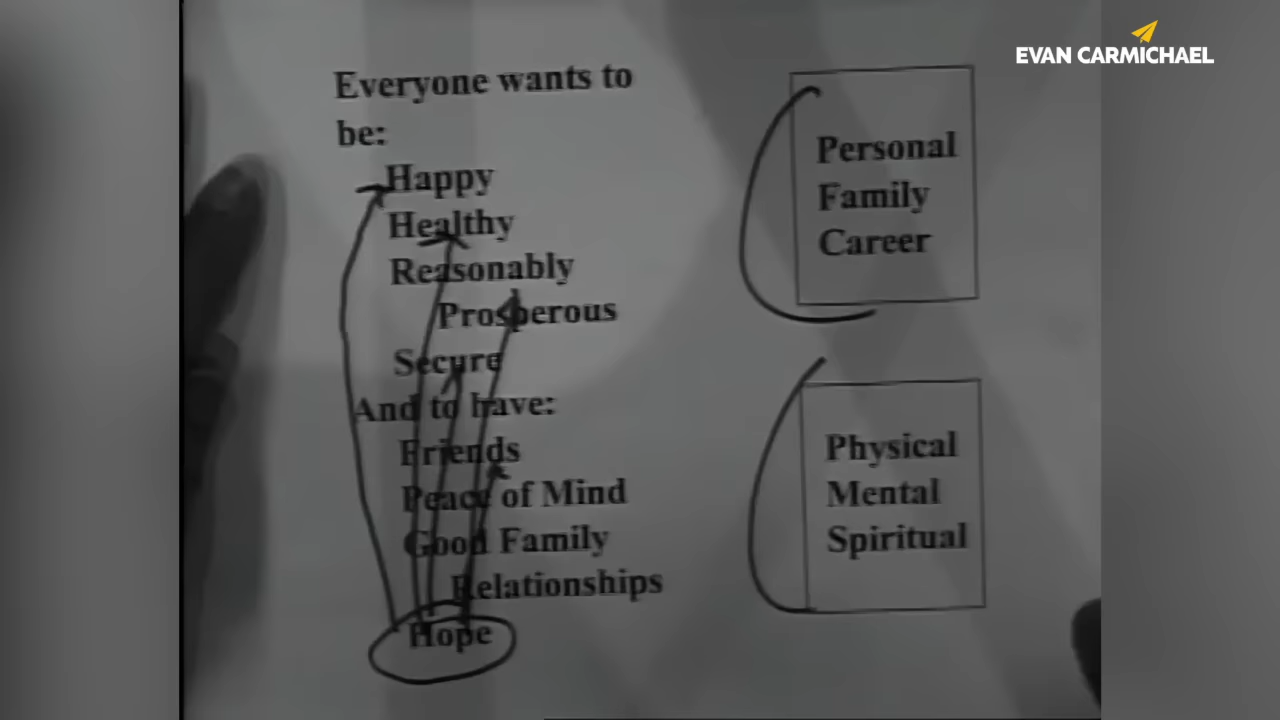 EVAN CARMICHAEL
Everyone wants to
be:
Happy
Healthy
Reasonably
Prosperous
Secure
And to have:
Friends
Peace of Mind
Good Family
Relationships
Hope
Personal
Family
Career
Physical
Mental
Spiritual